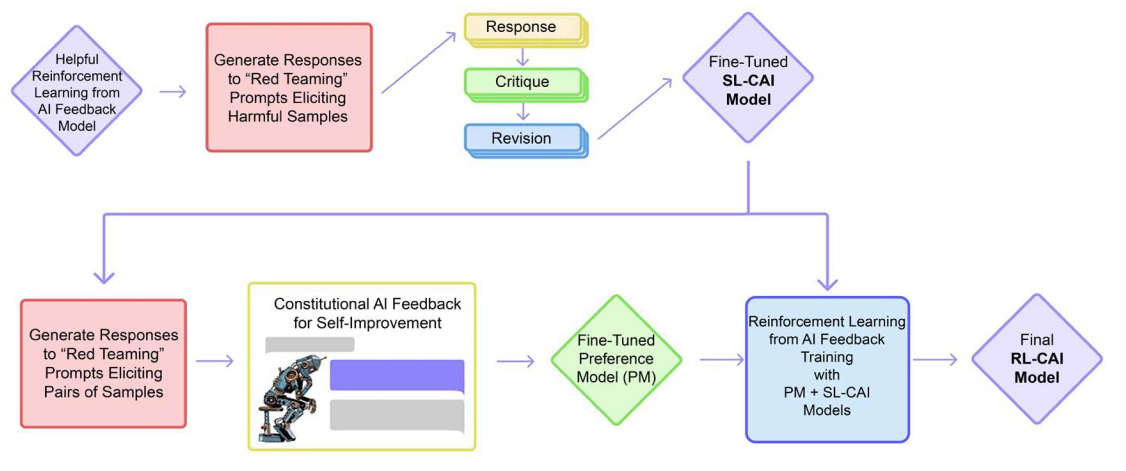 Helpful
Reinforcement
Learning from
AI Feedback
Model
Generate Responses
to “Red Teaming”
Prompts Eliciting
Harmful Samples
Response
Critique
Revision
Fine-Tuned
SL-CAI
Model
Generate Responses
to “Red Teaming”
Prompts Eliciting
Pairs of Samples
Constitutional AI Feedback
for Self-Improvement
Fine-Tuned
Preference
Model (PM)
Reinforcement Learning
from AI Feedback
Training
with
PM + SL-CAI
Models
Final
RL-CAI
Model